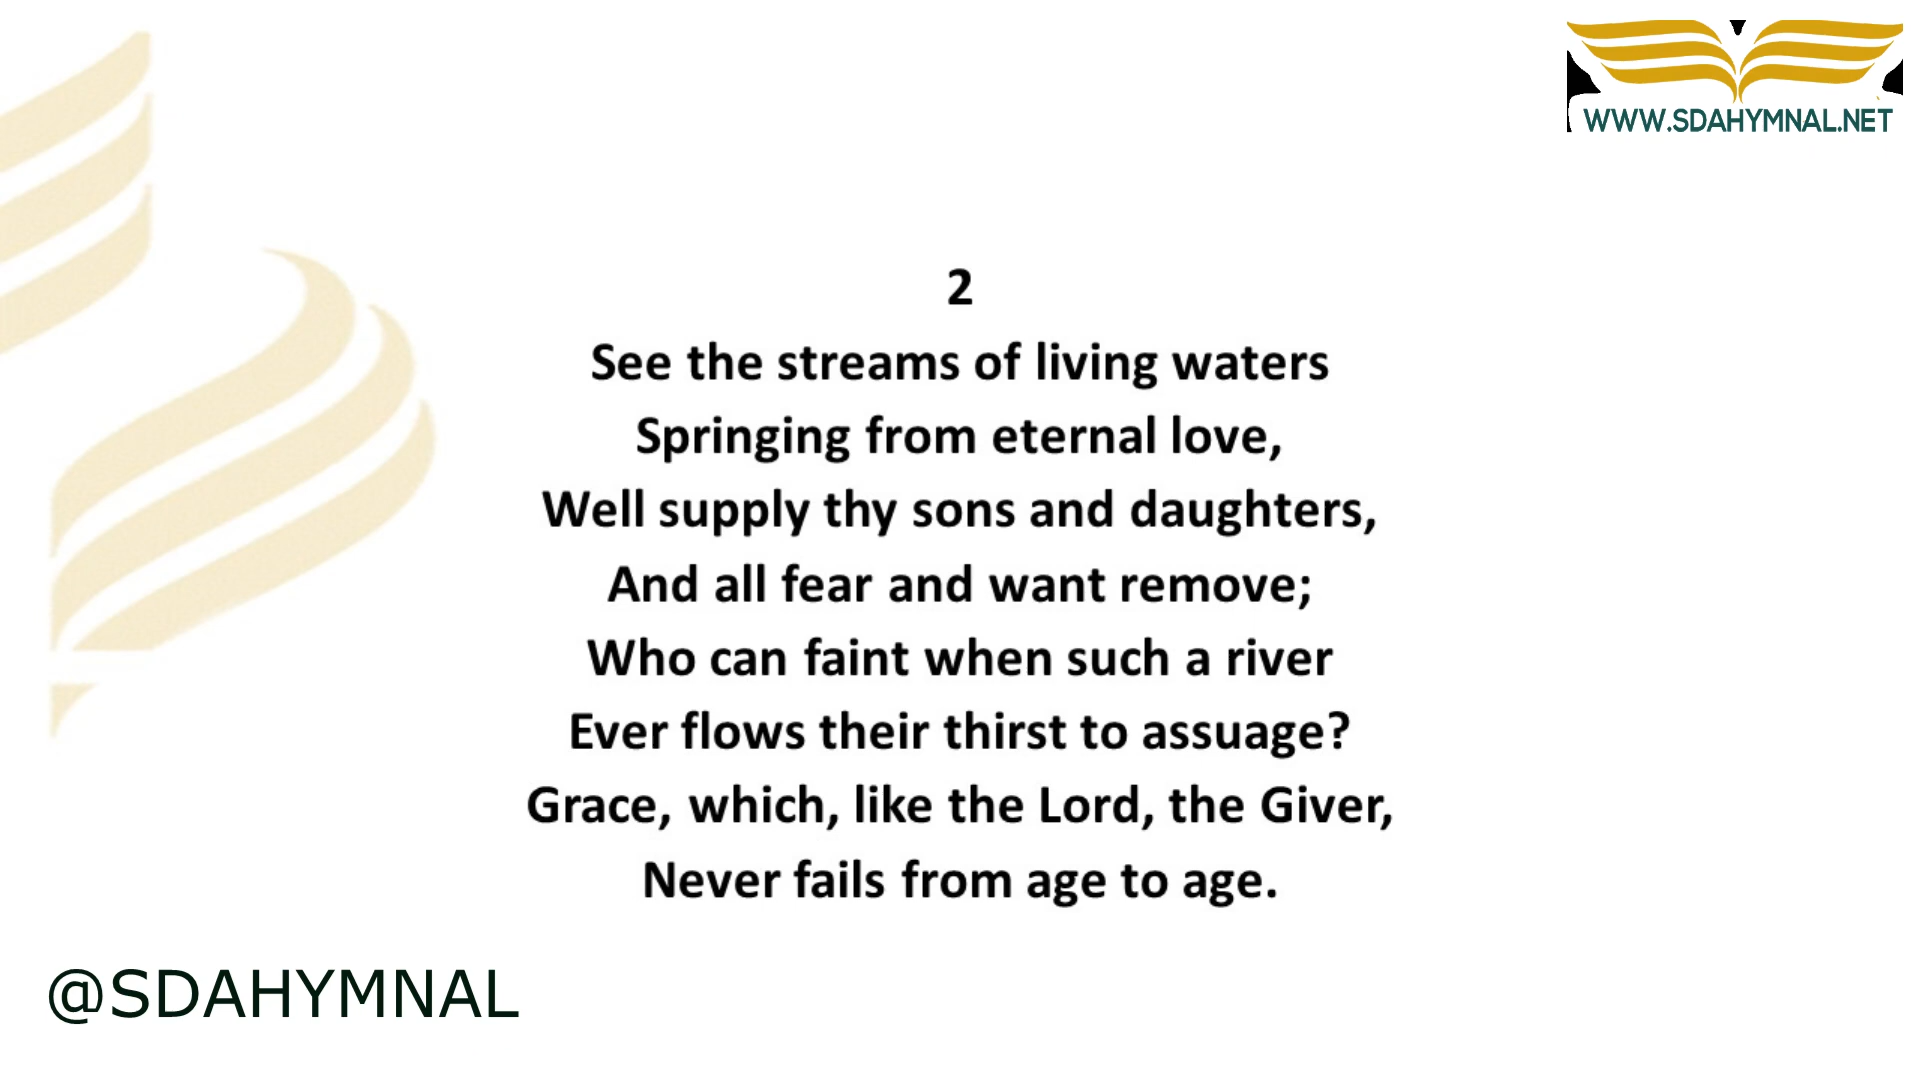 WWW.SDAHYMNAL.NET
2
See the streams of living waters
Springing from eternal love,
Well supply thy sons and daughters,
And all fear and want remove;
Who can faint when such a river
Ever flows their thirst to assuage?
Grace, which, like the Lord, the Giver,
Never fails from age to age.
@SDAHYMNAL